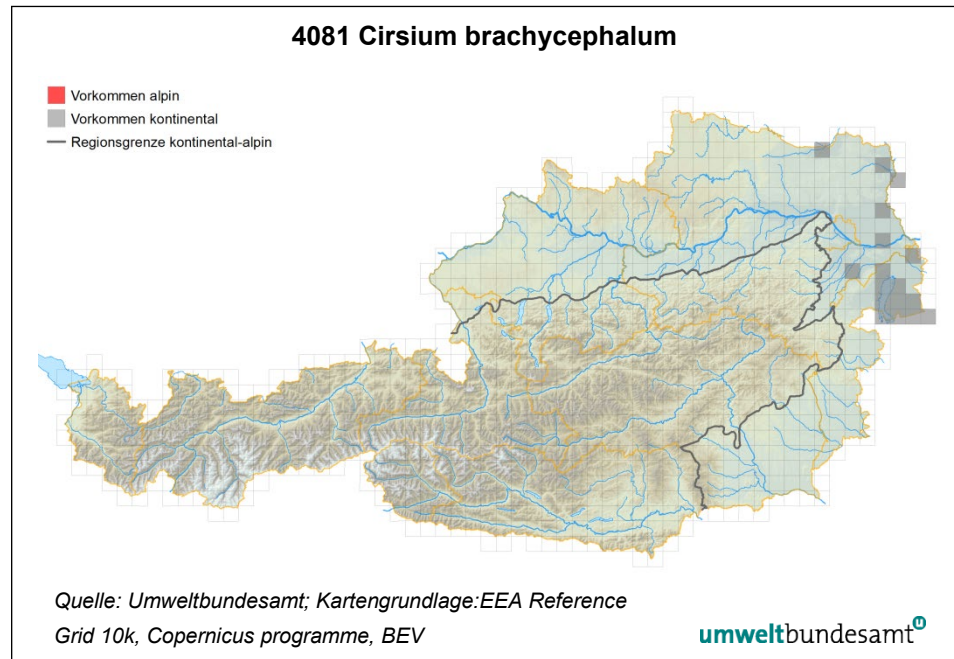 4081 Cirsium brachycephalum
Vorkommen alpin
Vorkommen kontinental
Regionsgrenze kontinental-alpin
Quelle: Umweltbundesamt; Kartengrundlage:EEA Reference
Grid 10k, Copernicus programme, BEV
umweltbundesamt U